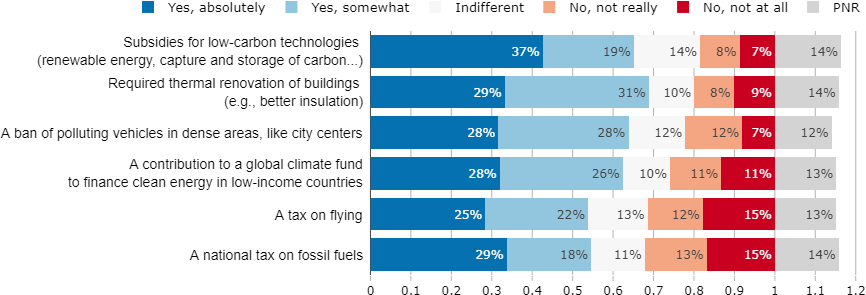 Yes, absolutely Yes, somewhat Indifferent No, not really No, not at all PNR
Subsidies for low-carbon technologies
(renewable energy, capture and storage of carbon...)
37% 19% 14% 8% 7% 14%
Required thermal renovation of buildings
(e.g., better insulation)
29% 31% 10% 8% 9% 14%
A ban of polluting vehicles in dense areas, like city centers
28% 28% 12% 12% 7% 12%
A contribution to a global climate fund
to finance clean energy in low-income countries
28% 26% 10% 11% 11% 13%
A tax on flying
25% 22% 13% 12% 15% 13%
A national tax on fossil fuels
29% 18% 11% 13% 15% 14%
0 0.1 0.2 0.3 0.4 0.5 0.6 0.7 0.8 0.9 1 1.1 1.2